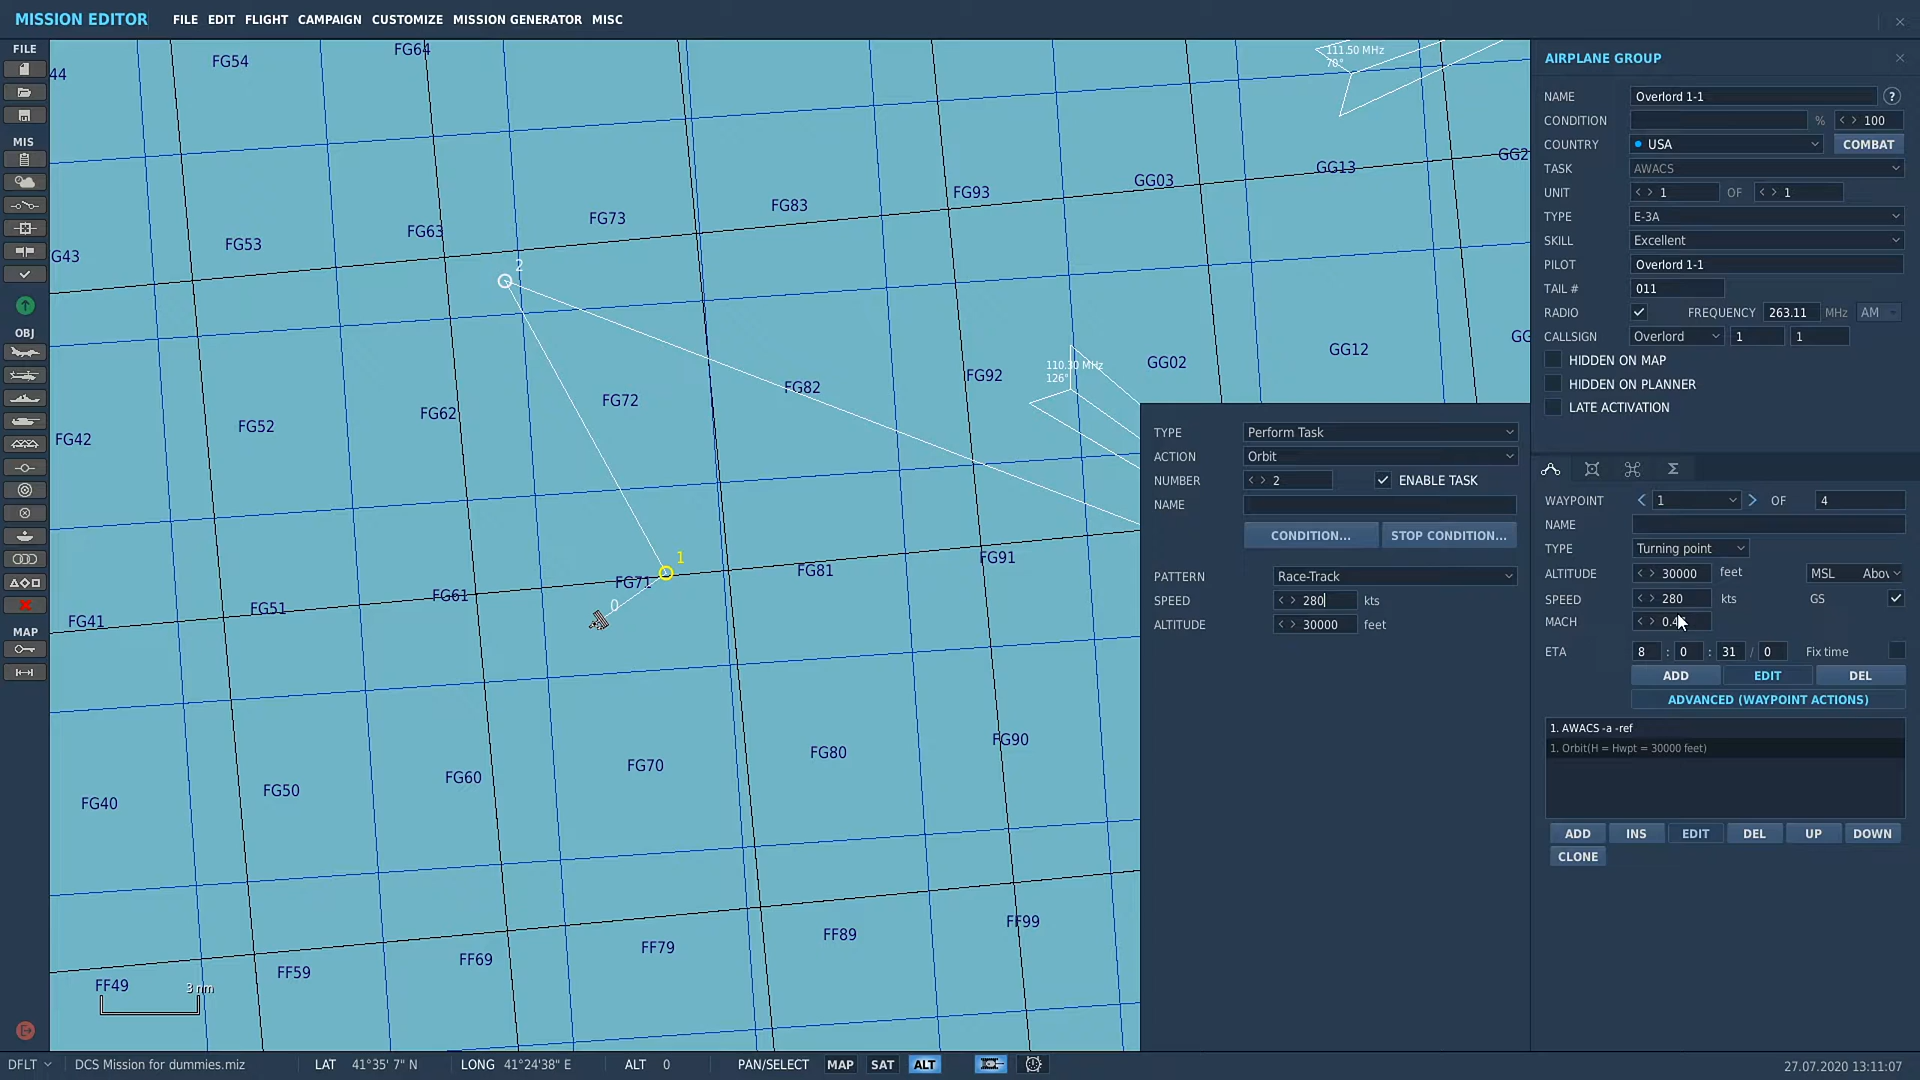 MISSION EDITOR
FILE EDIT FLIGHT CAMPAIGN CUSTOMIZE MISSION GENERATOR MISC
FILE
MIS
OBJ
MAP
44
FG54
FG64
111.50 MHz
70°
G43
FG53
FG63
FG73
FG83
FG93
GG03
GG13
GG2
2
FG42
FG52
FG62
FG72
FG82
FG92
110.30 MHz
126°
GG02
GG12
GG
FG41
FG51
FG61
FG71
1
0
FG81
FG91
FG40
FG50
FG60
FG70
FG80
FG90
FF49
FF59
FF69
FF79
FF89
FF99
3 nm
TYPE Perform Task
ACTION Orbit
NUMBER 2 ENABLE TASK
NAME
CONDITION... STOP CONDITION...
PATTERN Race-Track
SPEED 280 kts
ALTITUDE 30000 feet
AIRPLANE GROUP
NAME Overlord 1-1 ?
CONDITION % 100
COUNTRY USA COMBAT
TASK AWACS
UNIT 1 OF 1
TYPE E-3A
SKILL Excellent
PILOT Overlord 1-1
TAIL # 011
RADIO FREQUENCY 263.11 MHz AM
CALLSIGN Overlord 1 1
HIDDEN ON MAP
HIDDEN ON PLANNER
LATE ACTIVATION
WAYPOINT 1 OF 4
NAME
TYPE Turning point
ALTITUDE 30000 feet MSL Abov
SPEED 280 kts GS
MACH 0.4
ETA 8 : 0 : 31 / 0 Fix time
ADD EDIT DEL
ADVANCED (WAYPOINT ACTIONS)
1. AWACS -a -ref
1. Orbit(H = Hwpt = 30000 feet)
ADD INS EDIT DEL UP DOWN
CLONE
DFLT DCS Mission for dummies.miz LAT 41°35' 7" N LONG 41°24'38" E ALT 0 PAN/SELECT MAP SAT ALT 27.07.2020 13:11:07